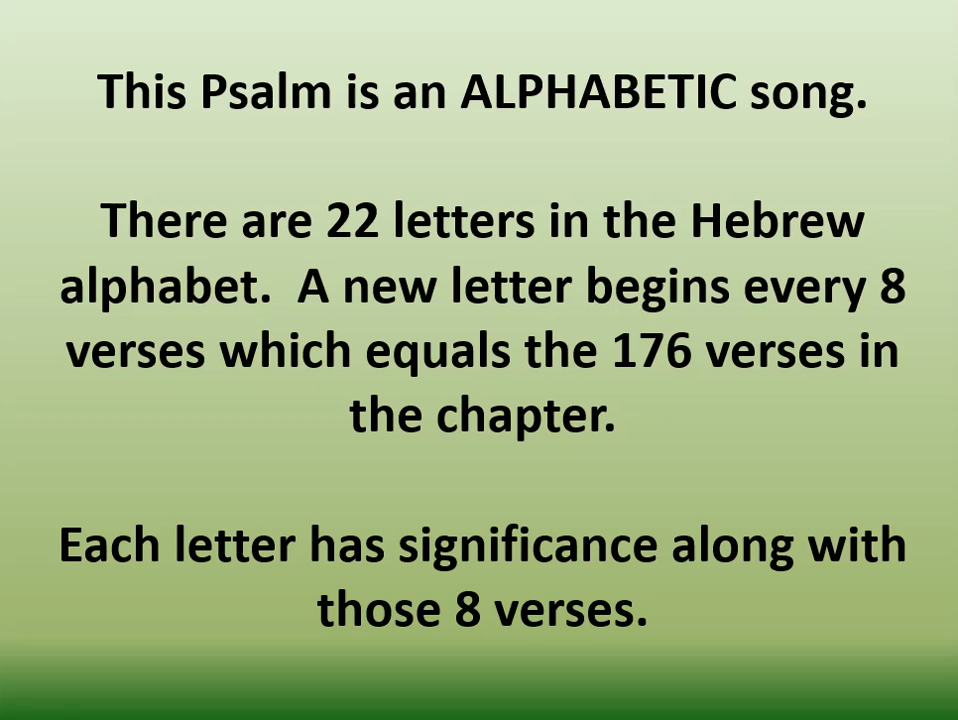 This Psalm is an ALPHABETIC song.
There are 22 letters in the Hebrew
alphabet.  A new letter begins every 8
verses which equals the 176 verses in
the chapter.
Each letter has significance along with
those 8 verses.